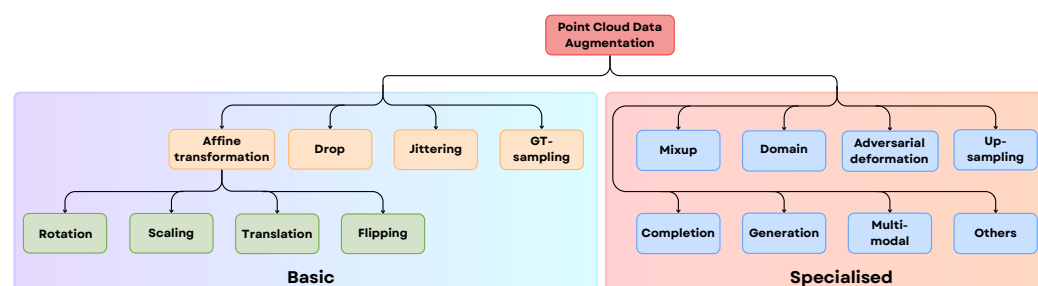 Point Cloud Data
Augmentation
Affine
transformation
Drop
Jittering
GT-
sampling
Mixup
Domain
Adversarial
deformation
Up-
sampling
Rotation
Scaling
Translation
Flipping
Completion
Generation
Multi-
modal
Others
Basic
Specialised